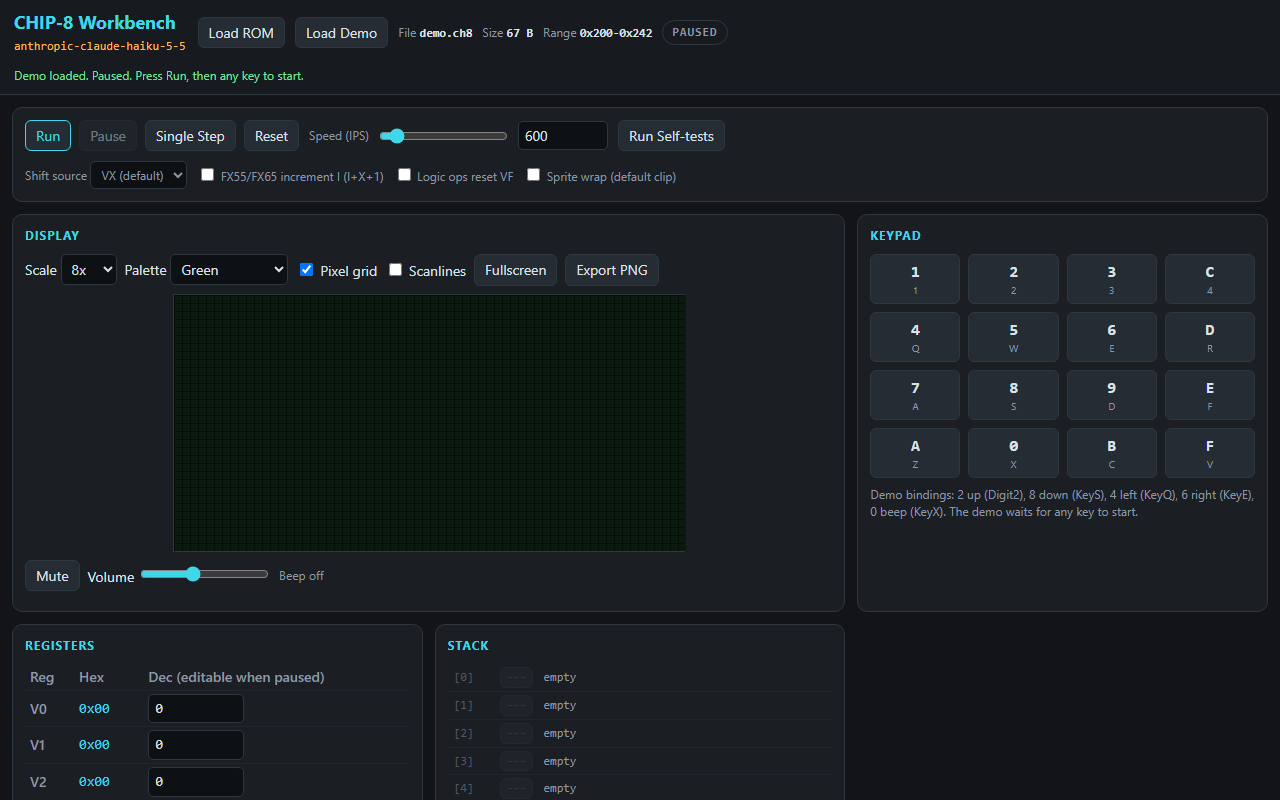 CHIP-8 Workbench
anthropic-claude-haiku-5-5
Load ROM Load Demo File demo.ch8 Size 67 B Range 0x200-0x242 PAUSED
Demo loaded. Paused. Press Run, then any key to start.
Run Pause Single Step Reset Speed (IPS) 600 Run Self-tests
Shift source VX (default) FX55/FX65 increment I (I+X+1) Logic ops reset VF Sprite wrap (default clip)
DISPLAY
Scale 8x Palette Green Pixel grid Scanlines Fullscreen Export PNG
Mute Volume Beep off
KEYPAD
1 2 3 C
1 2 3 4
4 5 6 D
Q W E R
7 8 9 E
A S D F
A 0 B F
Z X C V
Demo bindings: 2 up (Digit2), 8 down (KeyS), 4 left (KeyQ), 6 right (KeyE),
0 beep (KeyX). The demo waits for any key to start.
REGISTERS
Reg Hex Dec (editable when paused)
V0 0x00 0
V1 0x00 0
V2 0x00 0
STACK
[0] --- empty
[1] --- empty
[2] --- empty
[3] --- empty
[4] --- empty